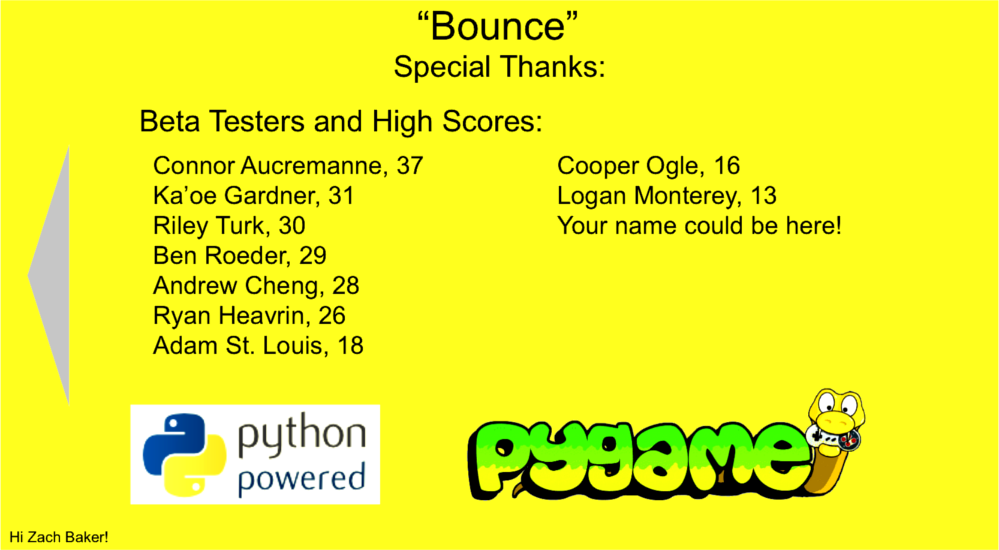 “Bounce”
Special Thanks:
Beta Testers and High Scores:
Connor Aucremanne, 37
Ka’oe Gardner, 31
Riley Turk, 30
Ben Roeder, 29
Andrew Cheng, 28
Ryan Heavrin, 26
Adam St. Louis, 18
Cooper Ogle, 16
Logan Monterey, 13
Your name could be here!
python
powered
pygame
Hi Zach Baker!